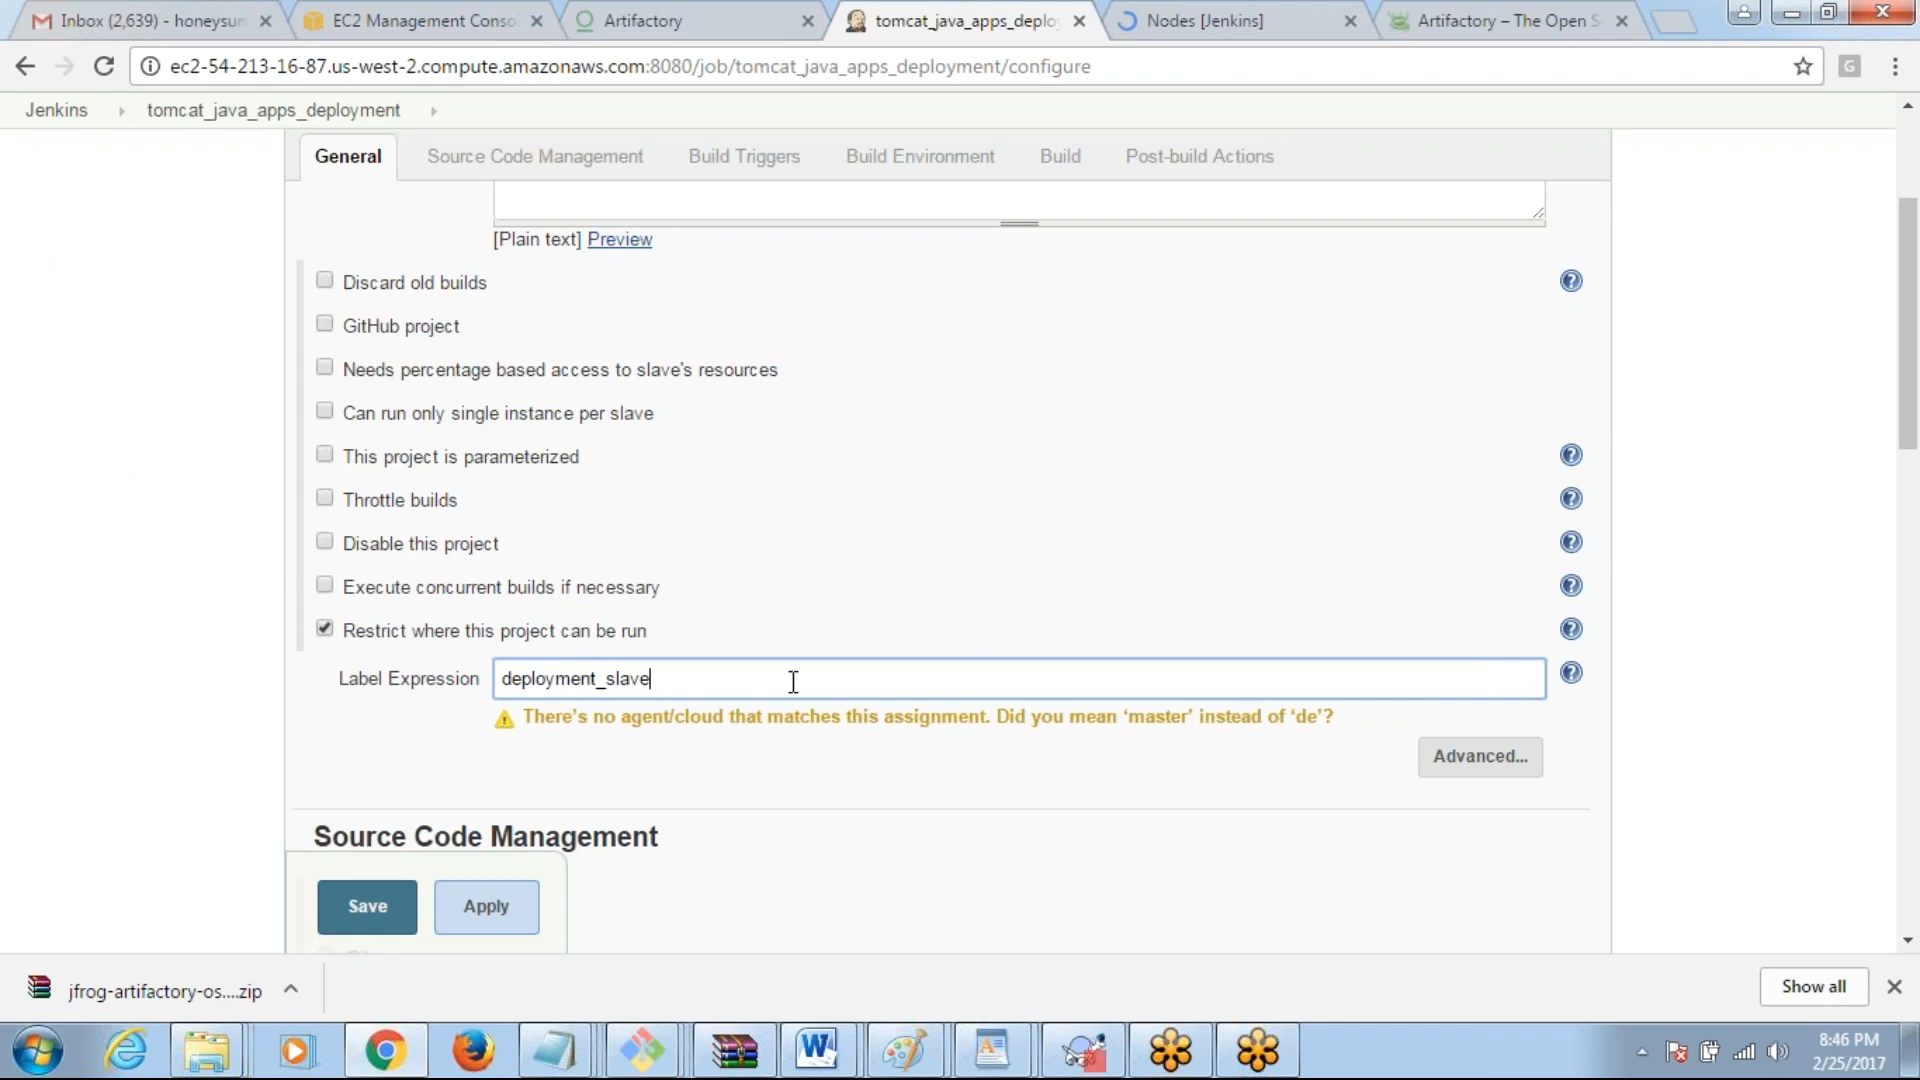 Inbox (2,639) - honeysun
EC2 Management Conso
Artifactory
tomcat_java_apps_deplo
Nodes [Jenkins]
Artifactory – The Open S
ec2-54-213-16-87.us-west-2.compute.amazonaws.com:8080/job/tomcat_java_apps_deployment/configure
G
Jenkins
tomcat_java_apps_deployment
General
Source Code Management
Build Triggers
Build Environment
Build
Post-build Actions
[Plain text] Preview
Discard old builds
GitHub project
Needs percentage based access to slave's resources
Can run only single instance per slave
This project is parameterized
Throttle builds
Disable this project
Execute concurrent builds if necessary
Restrict where this project can be run
Label Expression
deployment_slave
There's no agent/cloud that matches this assignment. Did you mean ‘master’ instead of ‘de’?
Advanced...
Source Code Management
Save
Apply
jfrog-artifactory-os....zip
Show all
8:46 PM
2/25/2017